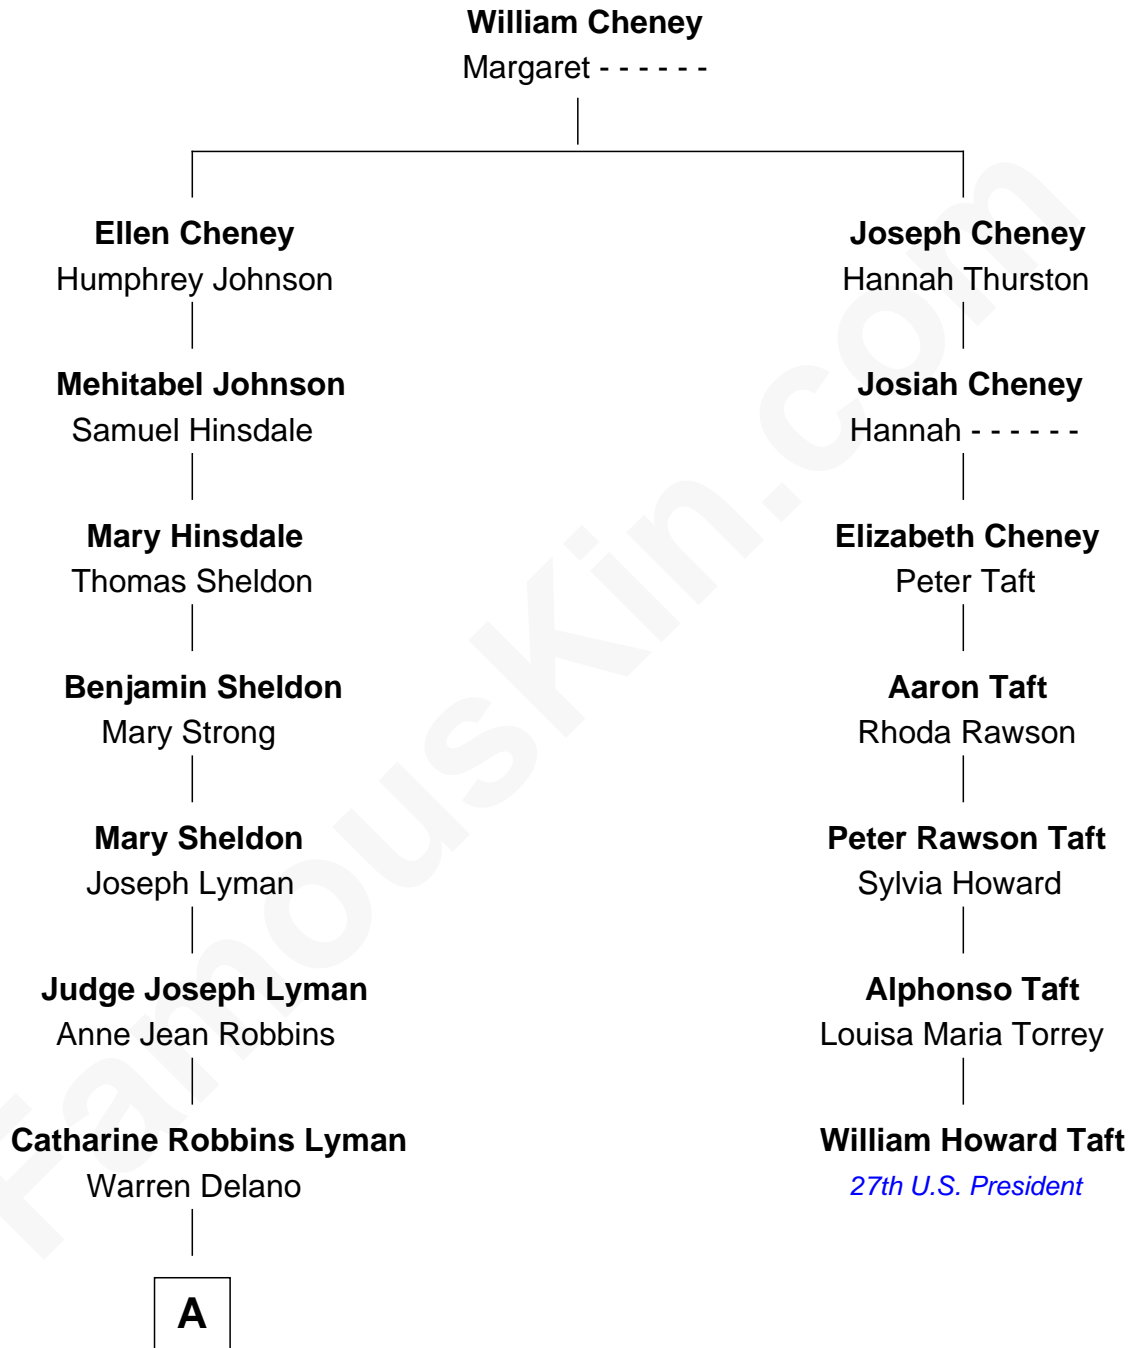 William Cheney
Margaret - - - - - -
Ellen Cheney
Humphrey Johnson
Joseph Cheney
Hannah Thurston
Mehitabel Johnson
Samuel Hinsdale
Josiah Cheney
Hannah - - - - - -
Mary Hinsdale
Thomas Sheldon
Elizabeth Cheney
Peter Taft
Benjamin Sheldon
Mary Strong
Aaron Taft
Rhoda Rawson
Mary Sheldon
Joseph Lyman
Peter Rawson Taft
Sylvia Howard
Judge Joseph Lyman
Anne Jean Robbins
Alphonso Taft
Louisa Maria Torrey
Catharine Robbins Lyman
Warren Delano
William Howard Taft
27th U.S. President
A
FamousKin.com